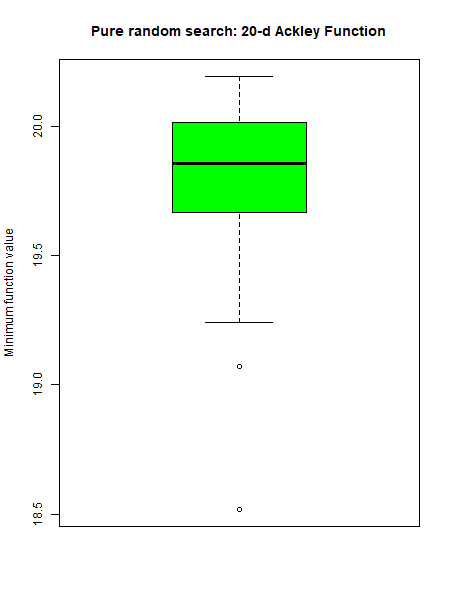 Pure random search: 20-d Ackley Function
Minimum function value
20.0
19.5
19.0
18.5